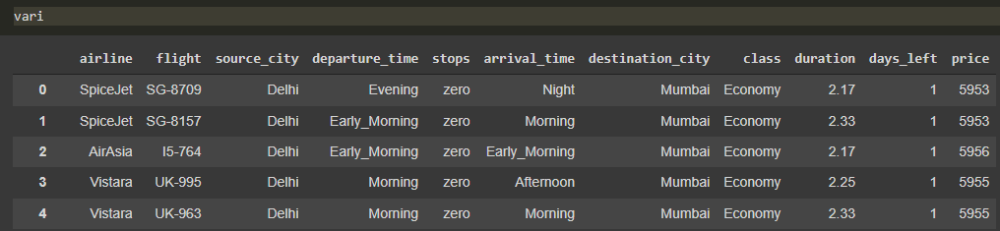 vari
airline flight source_city departure_time stops arrival_time destination_city class duration days_left price
0 SpiceJet SG-8709 Delhi Evening zero Night Mumbai Economy 2.17 1 5953
1 SpiceJet SG-8157 Delhi Early_Morning zero Morning Mumbai Economy 2.33 1 5953
2 AirAsia I5-764 Delhi Early_Morning zero Early_Morning Mumbai Economy 2.17 1 5956
3 Vistara UK-995 Delhi Morning zero Afternoon Mumbai Economy 2.25 1 5955
4 Vistara UK-963 Delhi Morning zero Morning Mumbai Economy 2.33 1 5955